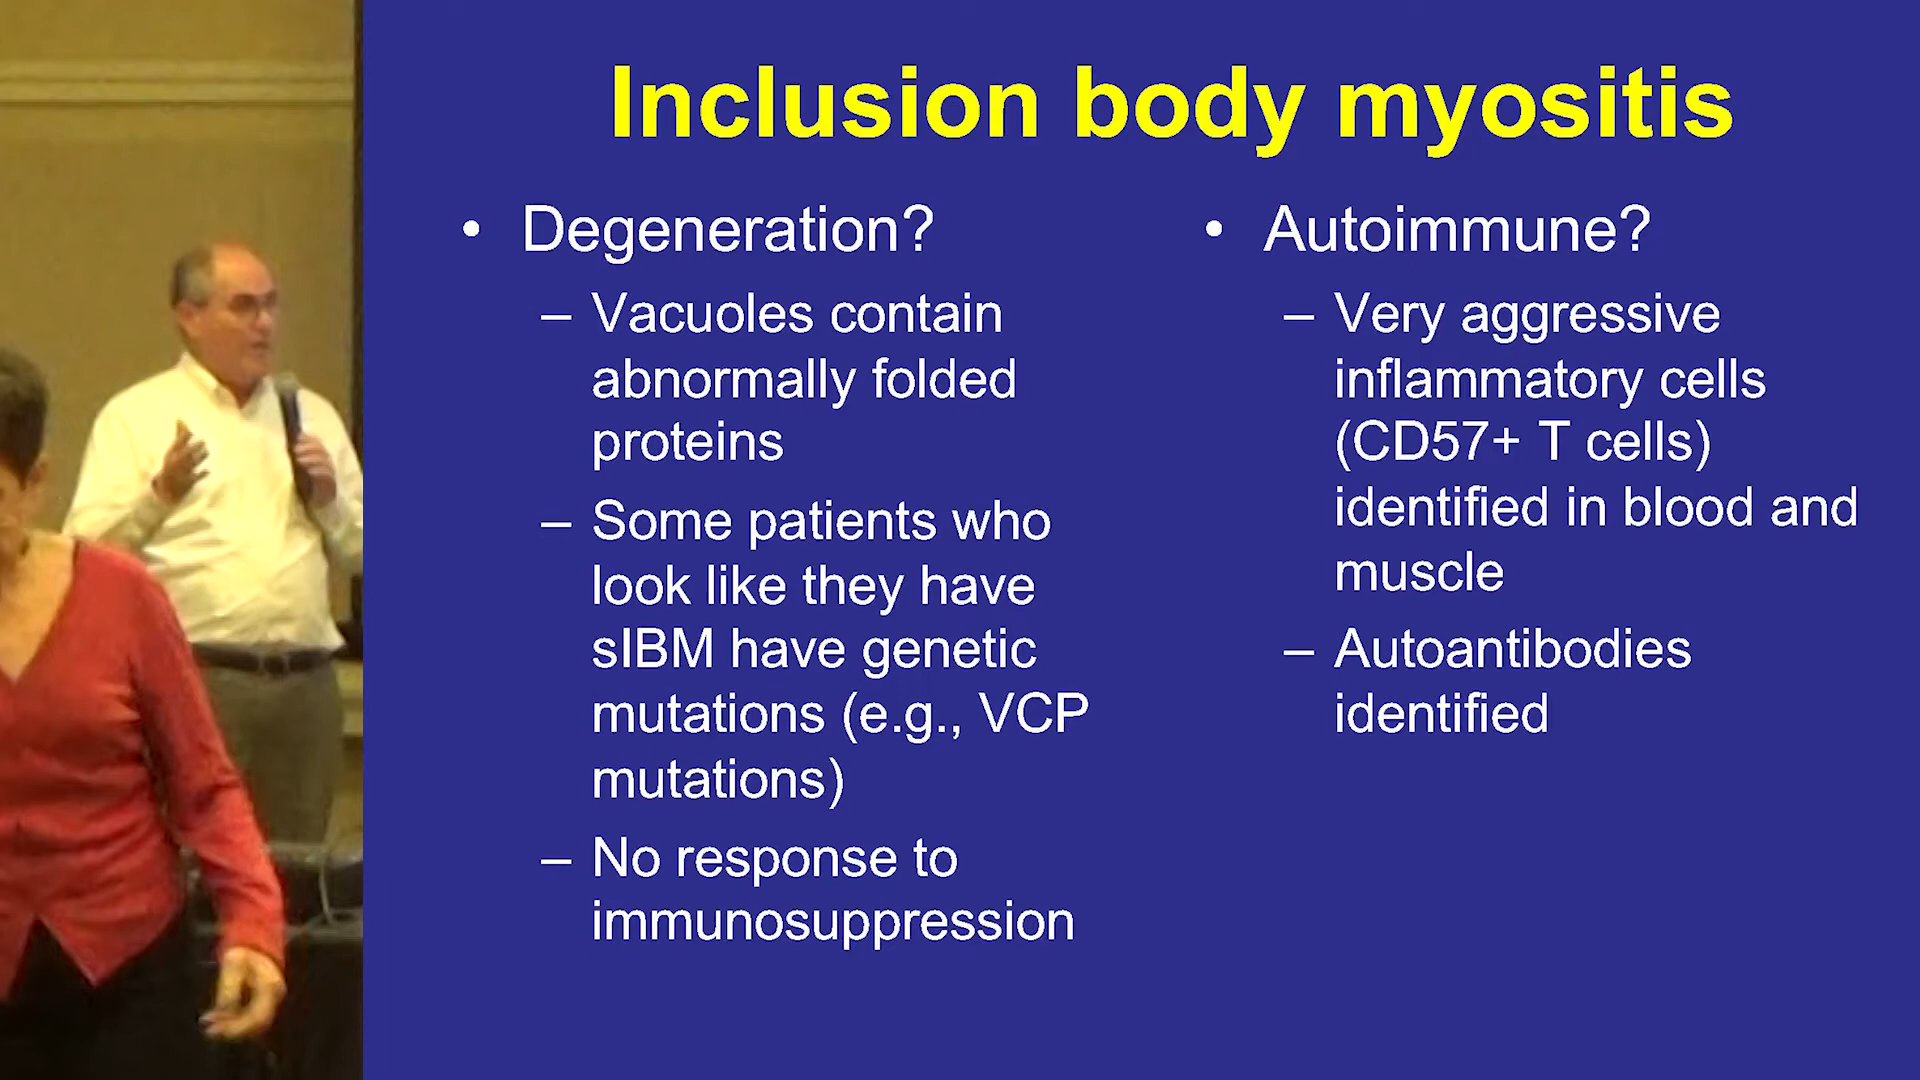 Inclusion body myositis
• Degeneration?
– Vacuoles contain
abnormally folded
proteins
– Some patients who
look like they have
sIBM have genetic
mutations (e.g., VCP
mutations)
– No response to
immunosuppression
• Autoimmune?
– Very aggressive
inflammatory cells
(CD57+ T cells)
identified in blood and
muscle
– Autoantibodies
identified